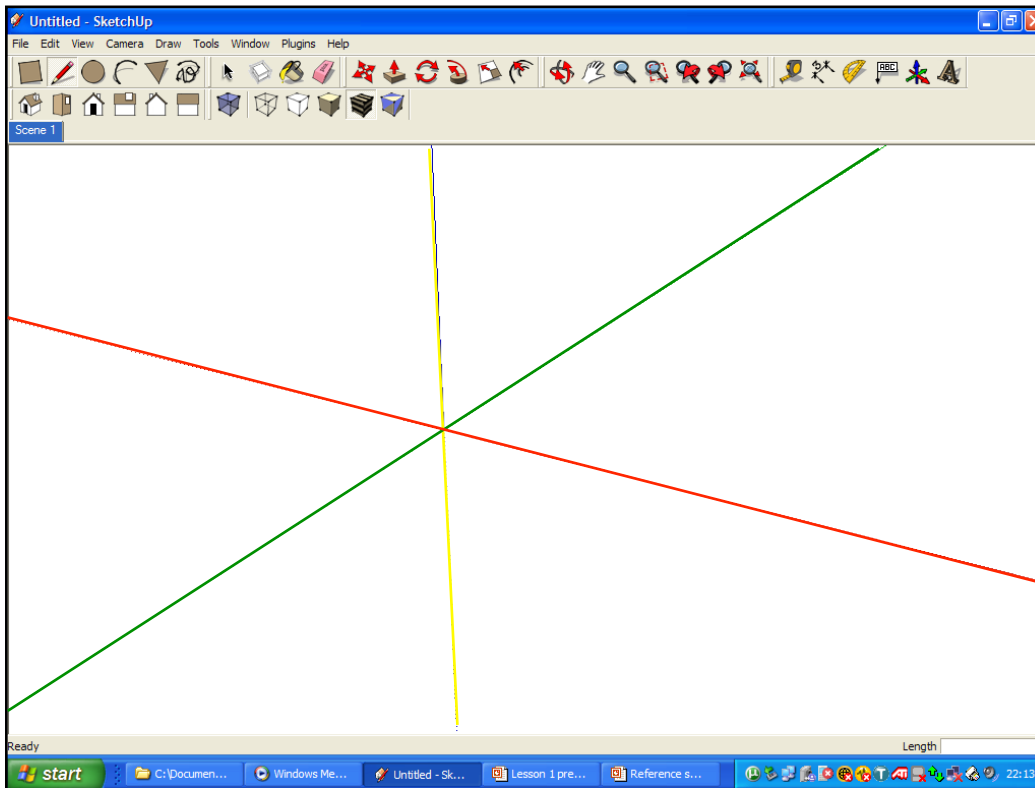 Untitled - SketchUp
File Edit View Camera Draw Tools Window Plugins Help
ABC
Scene 1
Ready
Length
start
C:\Documen...
Windows Me...
Untitled - Sk...
Lesson 1 pre...
Reference s...
22:13